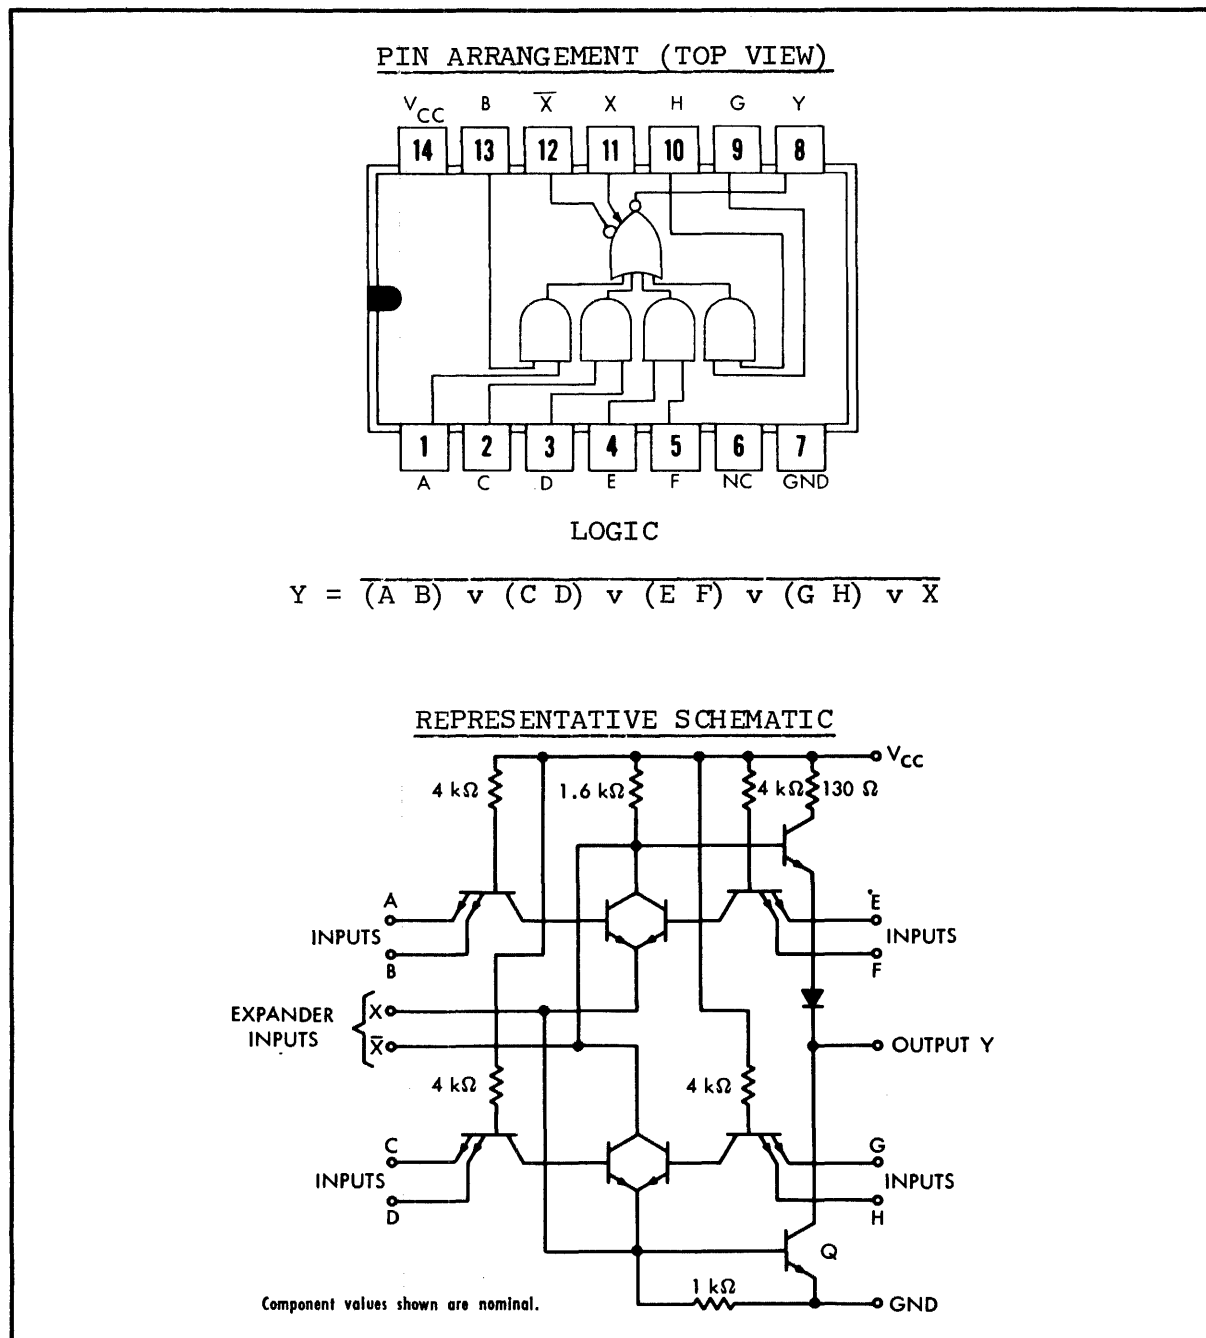 PIN ARRANGEMENT (TOP VIEW)
VCC B X̅ X H G Y
14 13 12 11 10 9 8
1 2 3 4 5 6 7
A C D E F NC GND
LOGIC
Y = (A B) v (C D) v (E F) v (G H) v X
REPRESENTATIVE SCHEMATIC
VCC
4 kΩ 1.6 kΩ 4 kΩ 130 Ω
A E
INPUTS INPUTS
B F
EXPANDER INPUTS
X
X̅
OUTPUT Y
4 kΩ 4 kΩ
C G
INPUTS INPUTS
D H
Q
1 kΩ
Component values shown are nominal.
GND